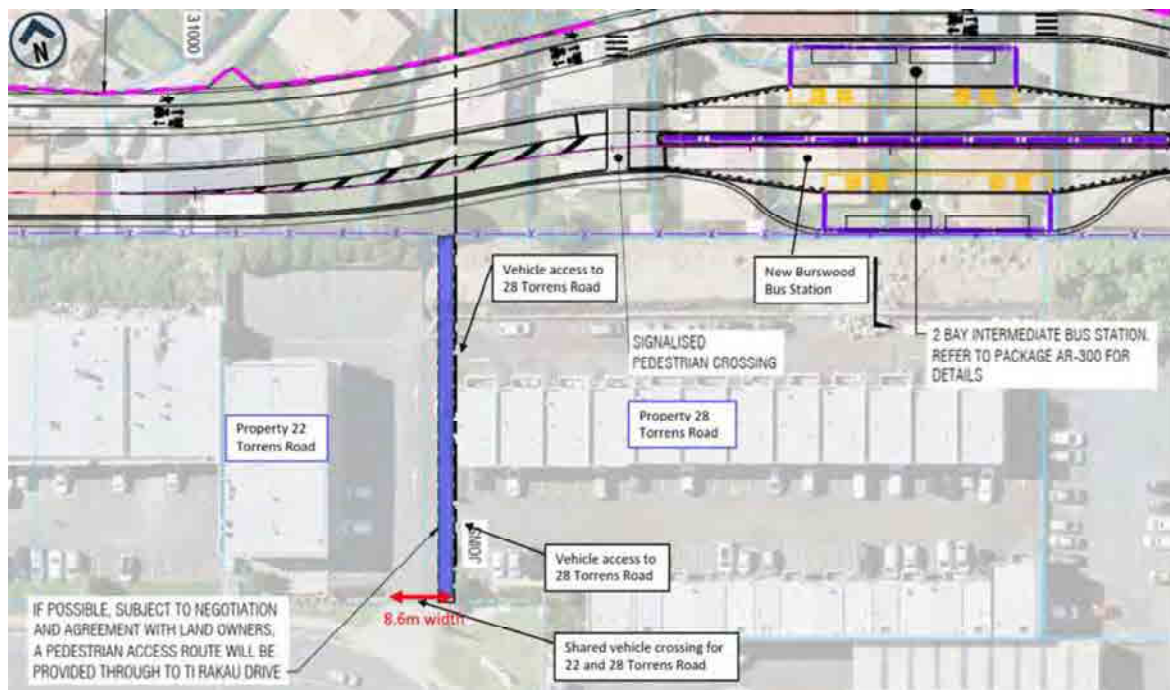 N
31000
Vehicle access to
28 Torrens Road
New Burswood
Bus Station
SIGNALISED
PEDESTRIAN CROSSING
2 BAY INTERMEDIATE BUS STATION.
REFER TO PACKAGE AR-300 FOR
DETAILS
Property 22
Torrens Road
Property 28
Torrens Road
JOINS
Vehicle access to
28 Torrens Road
IF POSSIBLE, SUBJECT TO NEGOTIATION
AND AGREEMENT WITH LAND OWNERS,
A PEDESTRIAN ACCESS ROUTE WILL BE
PROVIDED THROUGH TO TI RAKAU DRIVE
8.6m width
Shared vehicle crossing for
22 and 28 Torrens Road